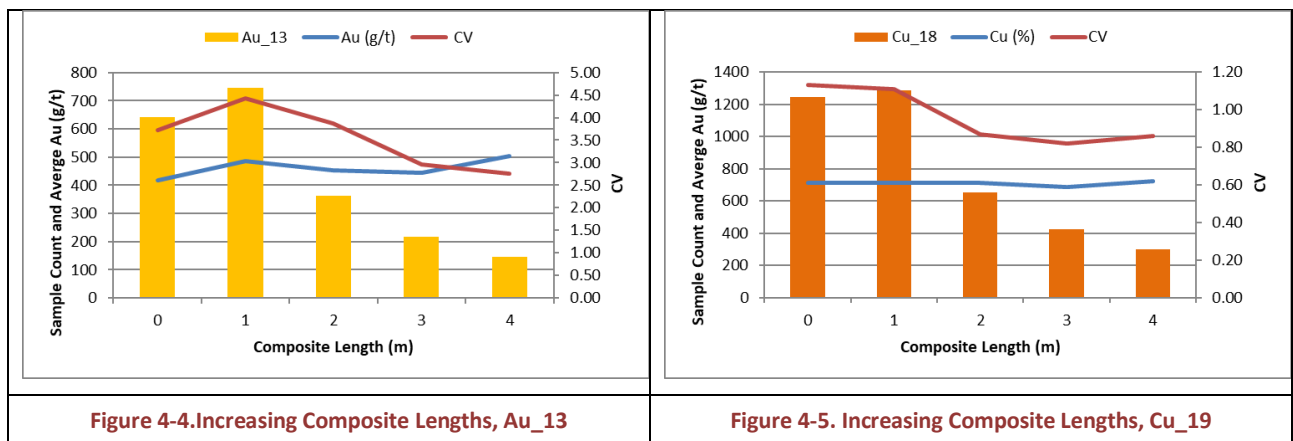 Au_13 Au (g/t) CV
Sample Count and Averge Au (g/t)
800
700
600
500
400
300
200
100
0
5.00
4.50
4.00
3.50
3.00
2.50
2.00
1.50
1.00
0.50
0.00
CV
0 1 2 3 4
Composite Length (m)
Figure 4-4.Increasing Composite Lengths, Au_13
Cu_18 Cu (%) CV
Sample Count and Averge Au (g/t)
1400
1200
1000
800
600
400
200
0
1.20
1.00
0.80
0.60
0.40
0.20
0.00
CV
0 1 2 3 4
Composite Length (m)
Figure 4-5. Increasing Composite Lengths, Cu_19